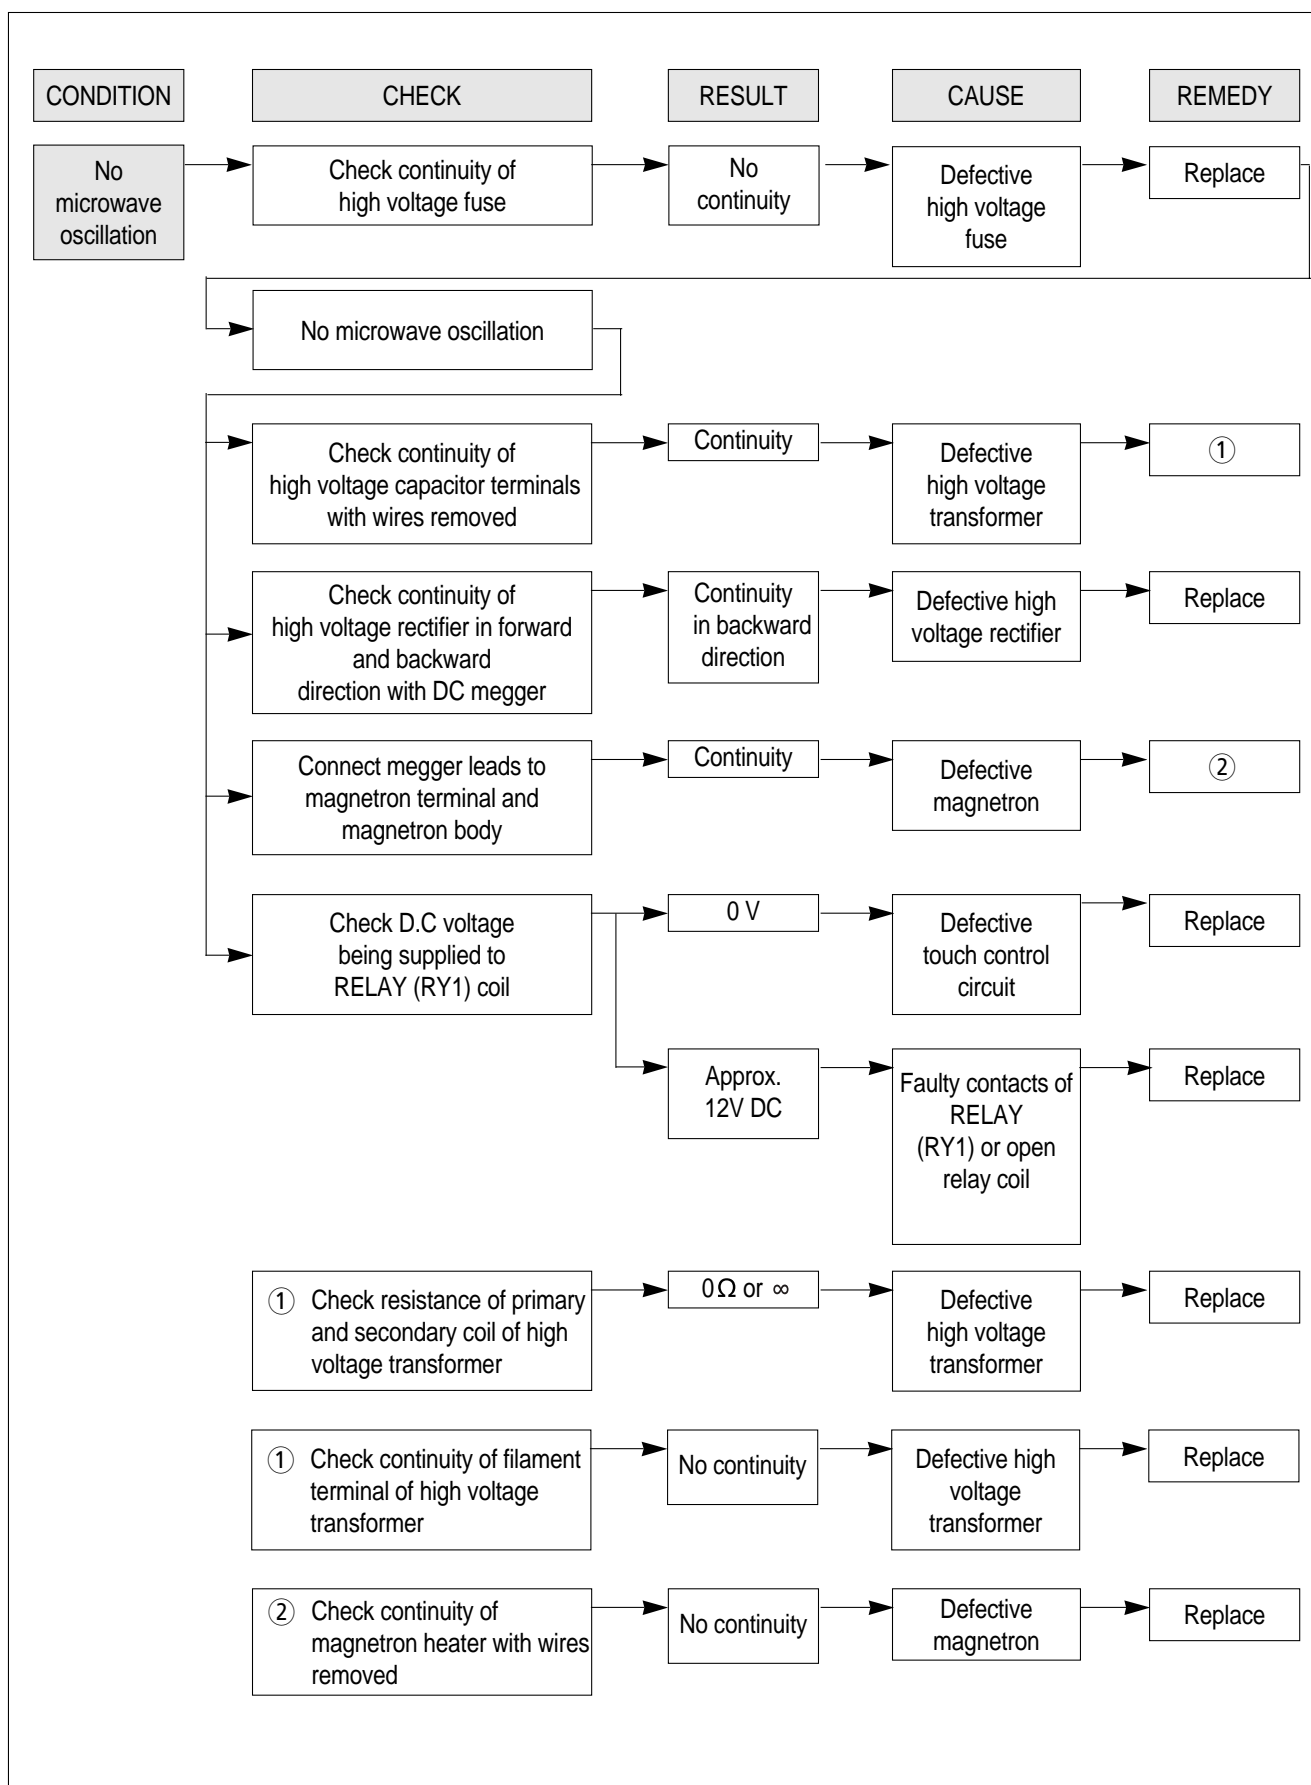 CONDITION
CHECK
RESULT
CAUSE
REMEDY
No
microwave
oscillation
Check continuity of
high voltage fuse
No
continuity
Defective
high voltage
fuse
Replace
No microwave oscillation
Check continuity of
high voltage capacitor terminals
with wires removed
Continuity
Defective
high voltage
transformer
①
Check continuity of
high voltage rectifier in forward
and backward
direction with DC megger
Continuity
in backward
direction
Defective high
voltage rectifier
Replace
Connect megger leads to
magnetron terminal and
magnetron body
Continuity
Defective
magnetron
②
Check D.C voltage
being supplied to
RELAY (RY1) coil
0 V
Defective
touch control
circuit
Replace
Approx.
12V DC
Faulty contacts of
RELAY
(RY1) or open
relay coil
Replace
① Check resistance of primary
and secondary coil of high
voltage transformer
0Ω or ∞
Defective
high voltage
transformer
Replace
① Check continuity of filament
terminal of high voltage
transformer
No continuity
Defective high
voltage
transformer
Replace
② Check continuity of
magnetron heater with wires
removed
No continuity
Defective
magnetron
Replace